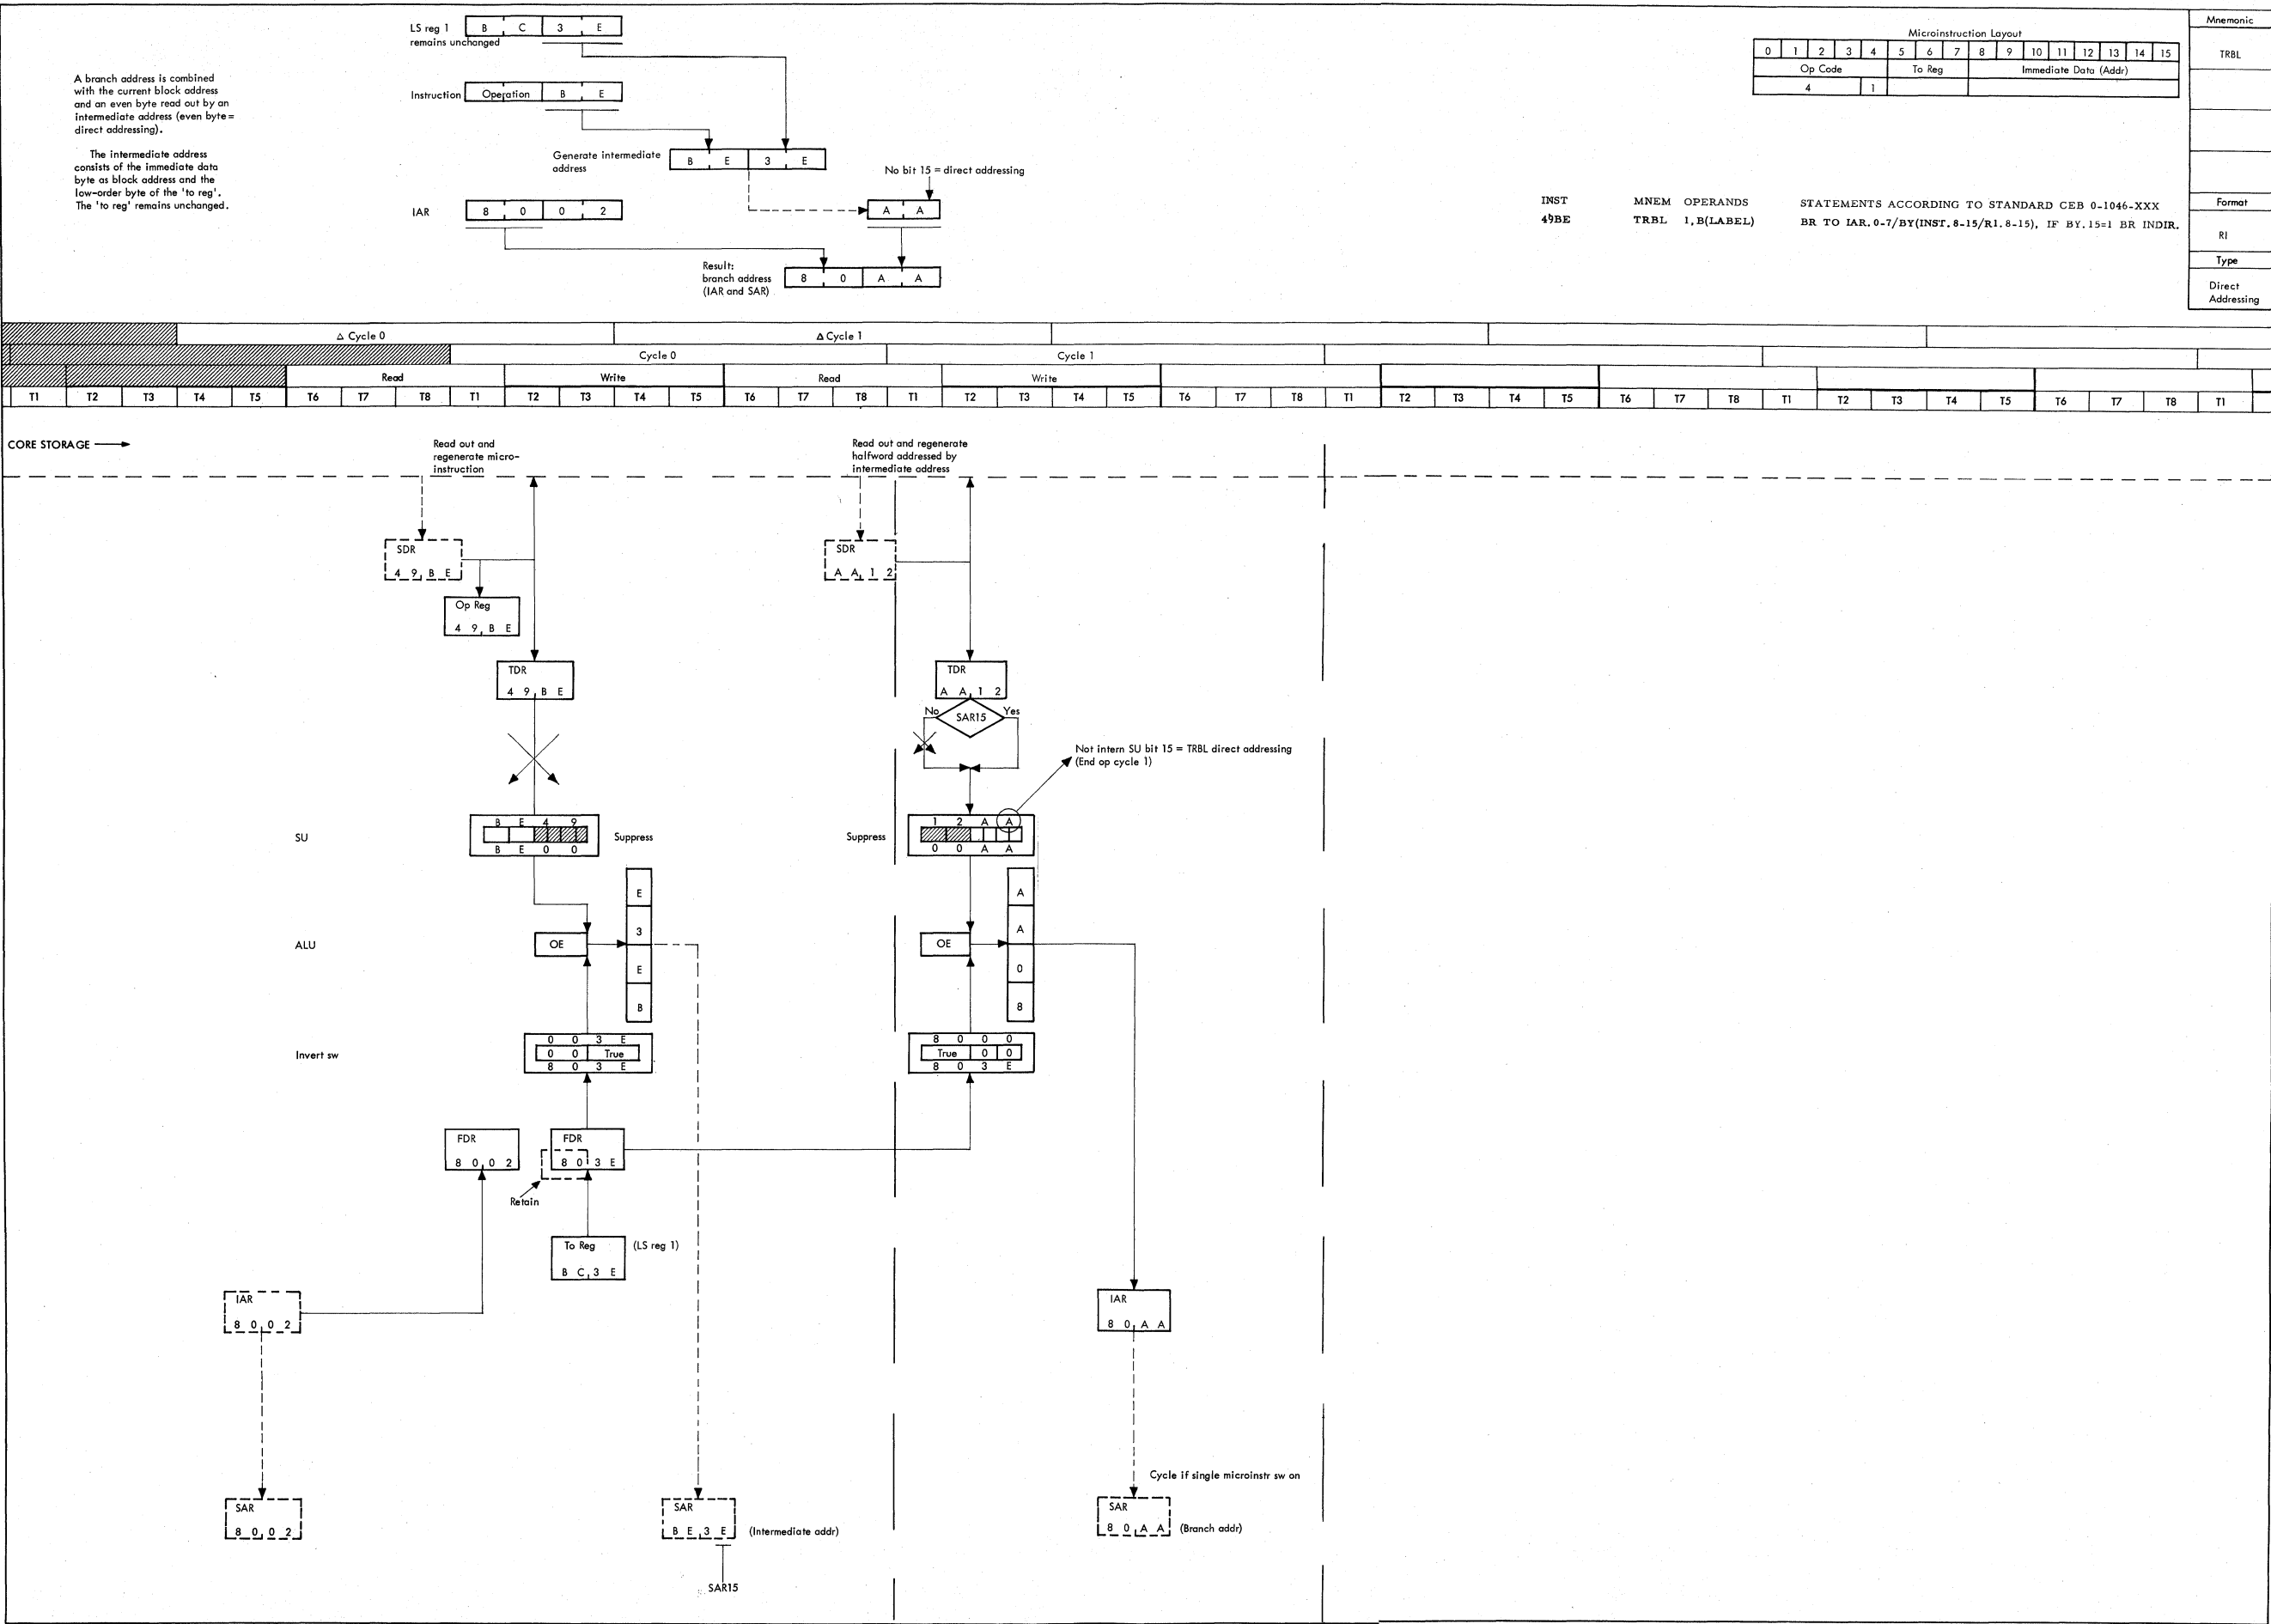 LS reg 1 B C 3 E
remains unchanged
A branch address is combined
with the current block address
and an even byte read out by an
intermediate address (even byte=
direct addressing).
The intermediate address
consists of the immediate data
byte as block address and the
low-order byte of the 'to reg'.
The 'to reg' remains unchanged.
Instruction Operation B E
Generate intermediate
address
B E 3 E
No bit 15 = direct addressing
IAR 8 0 0 2
A A
Result:
branch address
(IAR and SAR)
8 0 A A
Microinstruction Layout
0 1 2 3 4 5 6 7 8 9 10 11 12 13 14 15
Op Code To Reg Immediate Data (Addr)
4 1
INST MNEM OPERANDS STATEMENTS ACCORDING TO STANDARD CEB 0-1046-XXX
49BE TRBL 1,B(LABEL) BR TO IAR.0-7/BY(INST.8-15/R1.8-15), IF BY.15=1 BR INDIR.
Mnemonic
TRBL
Format
RI
Type
Direct
Addressing
Δ Cycle 0 Δ Cycle 1
Cycle 0 Cycle 1
Read Write Read Write
T1 T2 T3 T4 T5 T6 T7 T8 T1 T2 T3 T4 T5 T6 T7 T8 T1 T2 T3 T4 T5 T6 T7 T8 T1 T2 T3 T4 T5 T6 T7 T8 T1 T2 T3 T4 T5 T6 T7 T8 T1
CORE STORAGE
Read out and
regenerate micro-
instruction
Read out and regenerate
halfword addressed by
intermediate address
SDR
4 9, B E
SDR
A A, 1 2
Op Reg
4 9, B E
TDR
4 9, B E
TDR
A A, 1 2
No SAR15 Yes
Not intern SU bit 15 = TRBL direct addressing
(End op cycle 1)
SU
B E 4 9
B E 0 0
Suppress
Suppress
1 2 A A
0 0 A A
ALU
OE
E
3
E
B
OE
A
A
0
8
Invert sw
0 0 3 E
0 0 True
8 0 3 E
8 0 0 0
True 0 0
8 0 3 E
FDR
8 0, 0 2
FDR
8 0 3 E
Retain
To Reg (LS reg 1)
B C, 3 E
IAR
8 0, 0 2
IAR
8 0, A A
Cycle if single microinstr sw on
SAR
8 0, 0 2
SAR
B E, 3 E (Intermediate addr)
SAR
8 0, A A (Branch addr)
SAR15